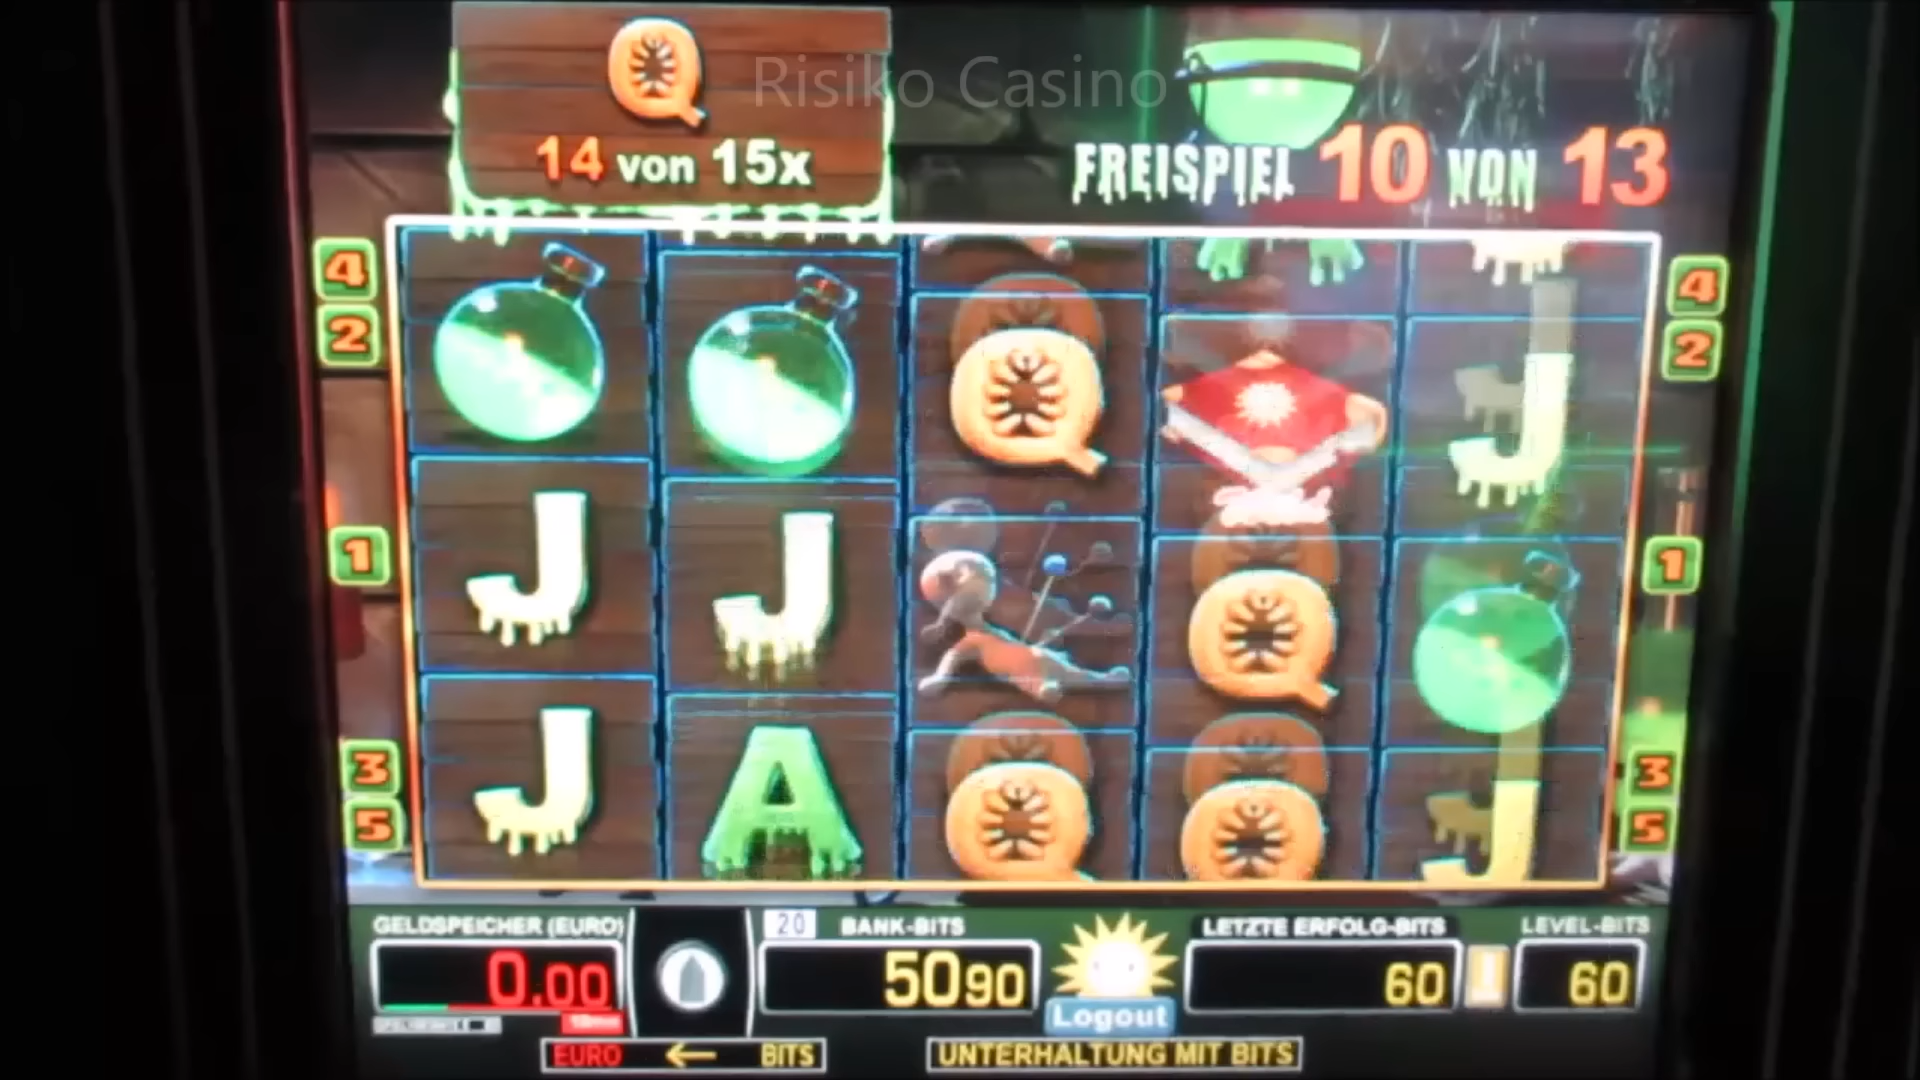 Risiko Casino
Q
14 von 15x
FREISPIEL 10 VON 13
4
4
2
2
Q
J
1
1
J
J
Q
J
A
Q
Q
J
3
3
5
5
GELDSPEICHER (EURO)
20 BANK-BITS
LETZTE ERFOLG-BITS
LEVEL-BITS
0.00
5090
60
60
Logout
EURO ← BITS
UNTERHALTUNG MIT BITS